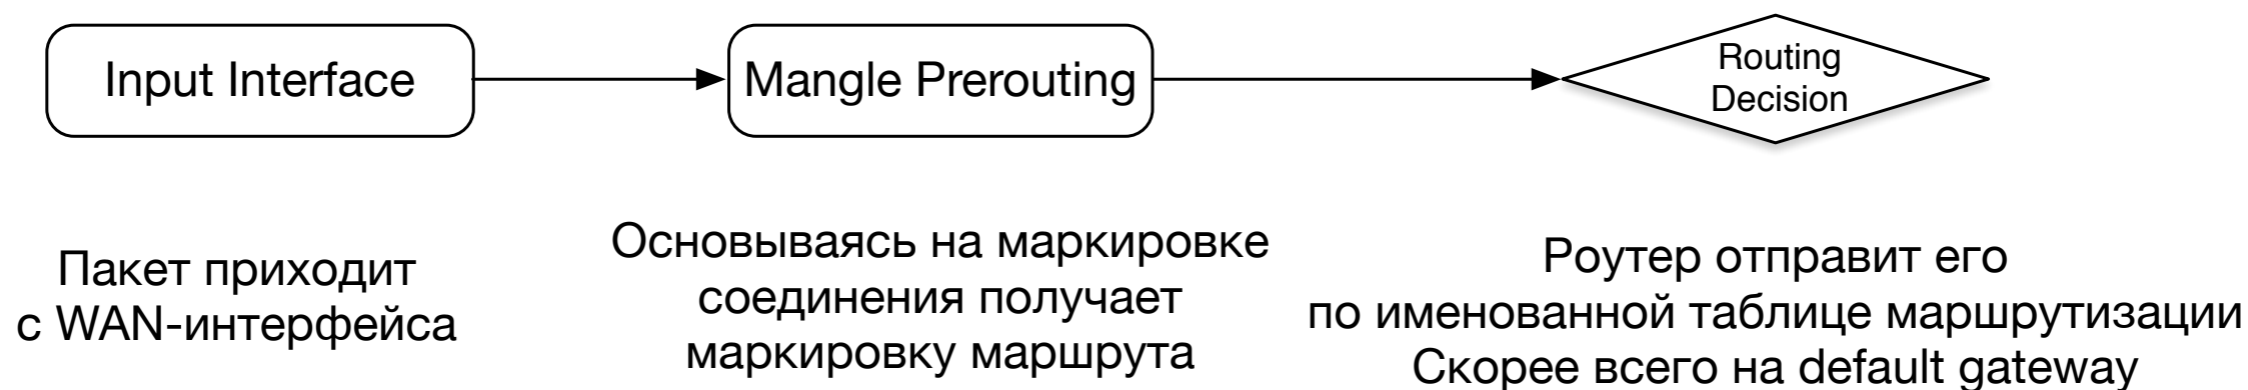 Input Interface
Mangle Prerouting
Routing
Decision
Пакет приходит
с WAN-интерфейса
Основываясь на маркировке
соединения получает
маркировку маршрута
Роутер отправит его
по именованной таблице маршрутизации
Скорее всего на default gateway